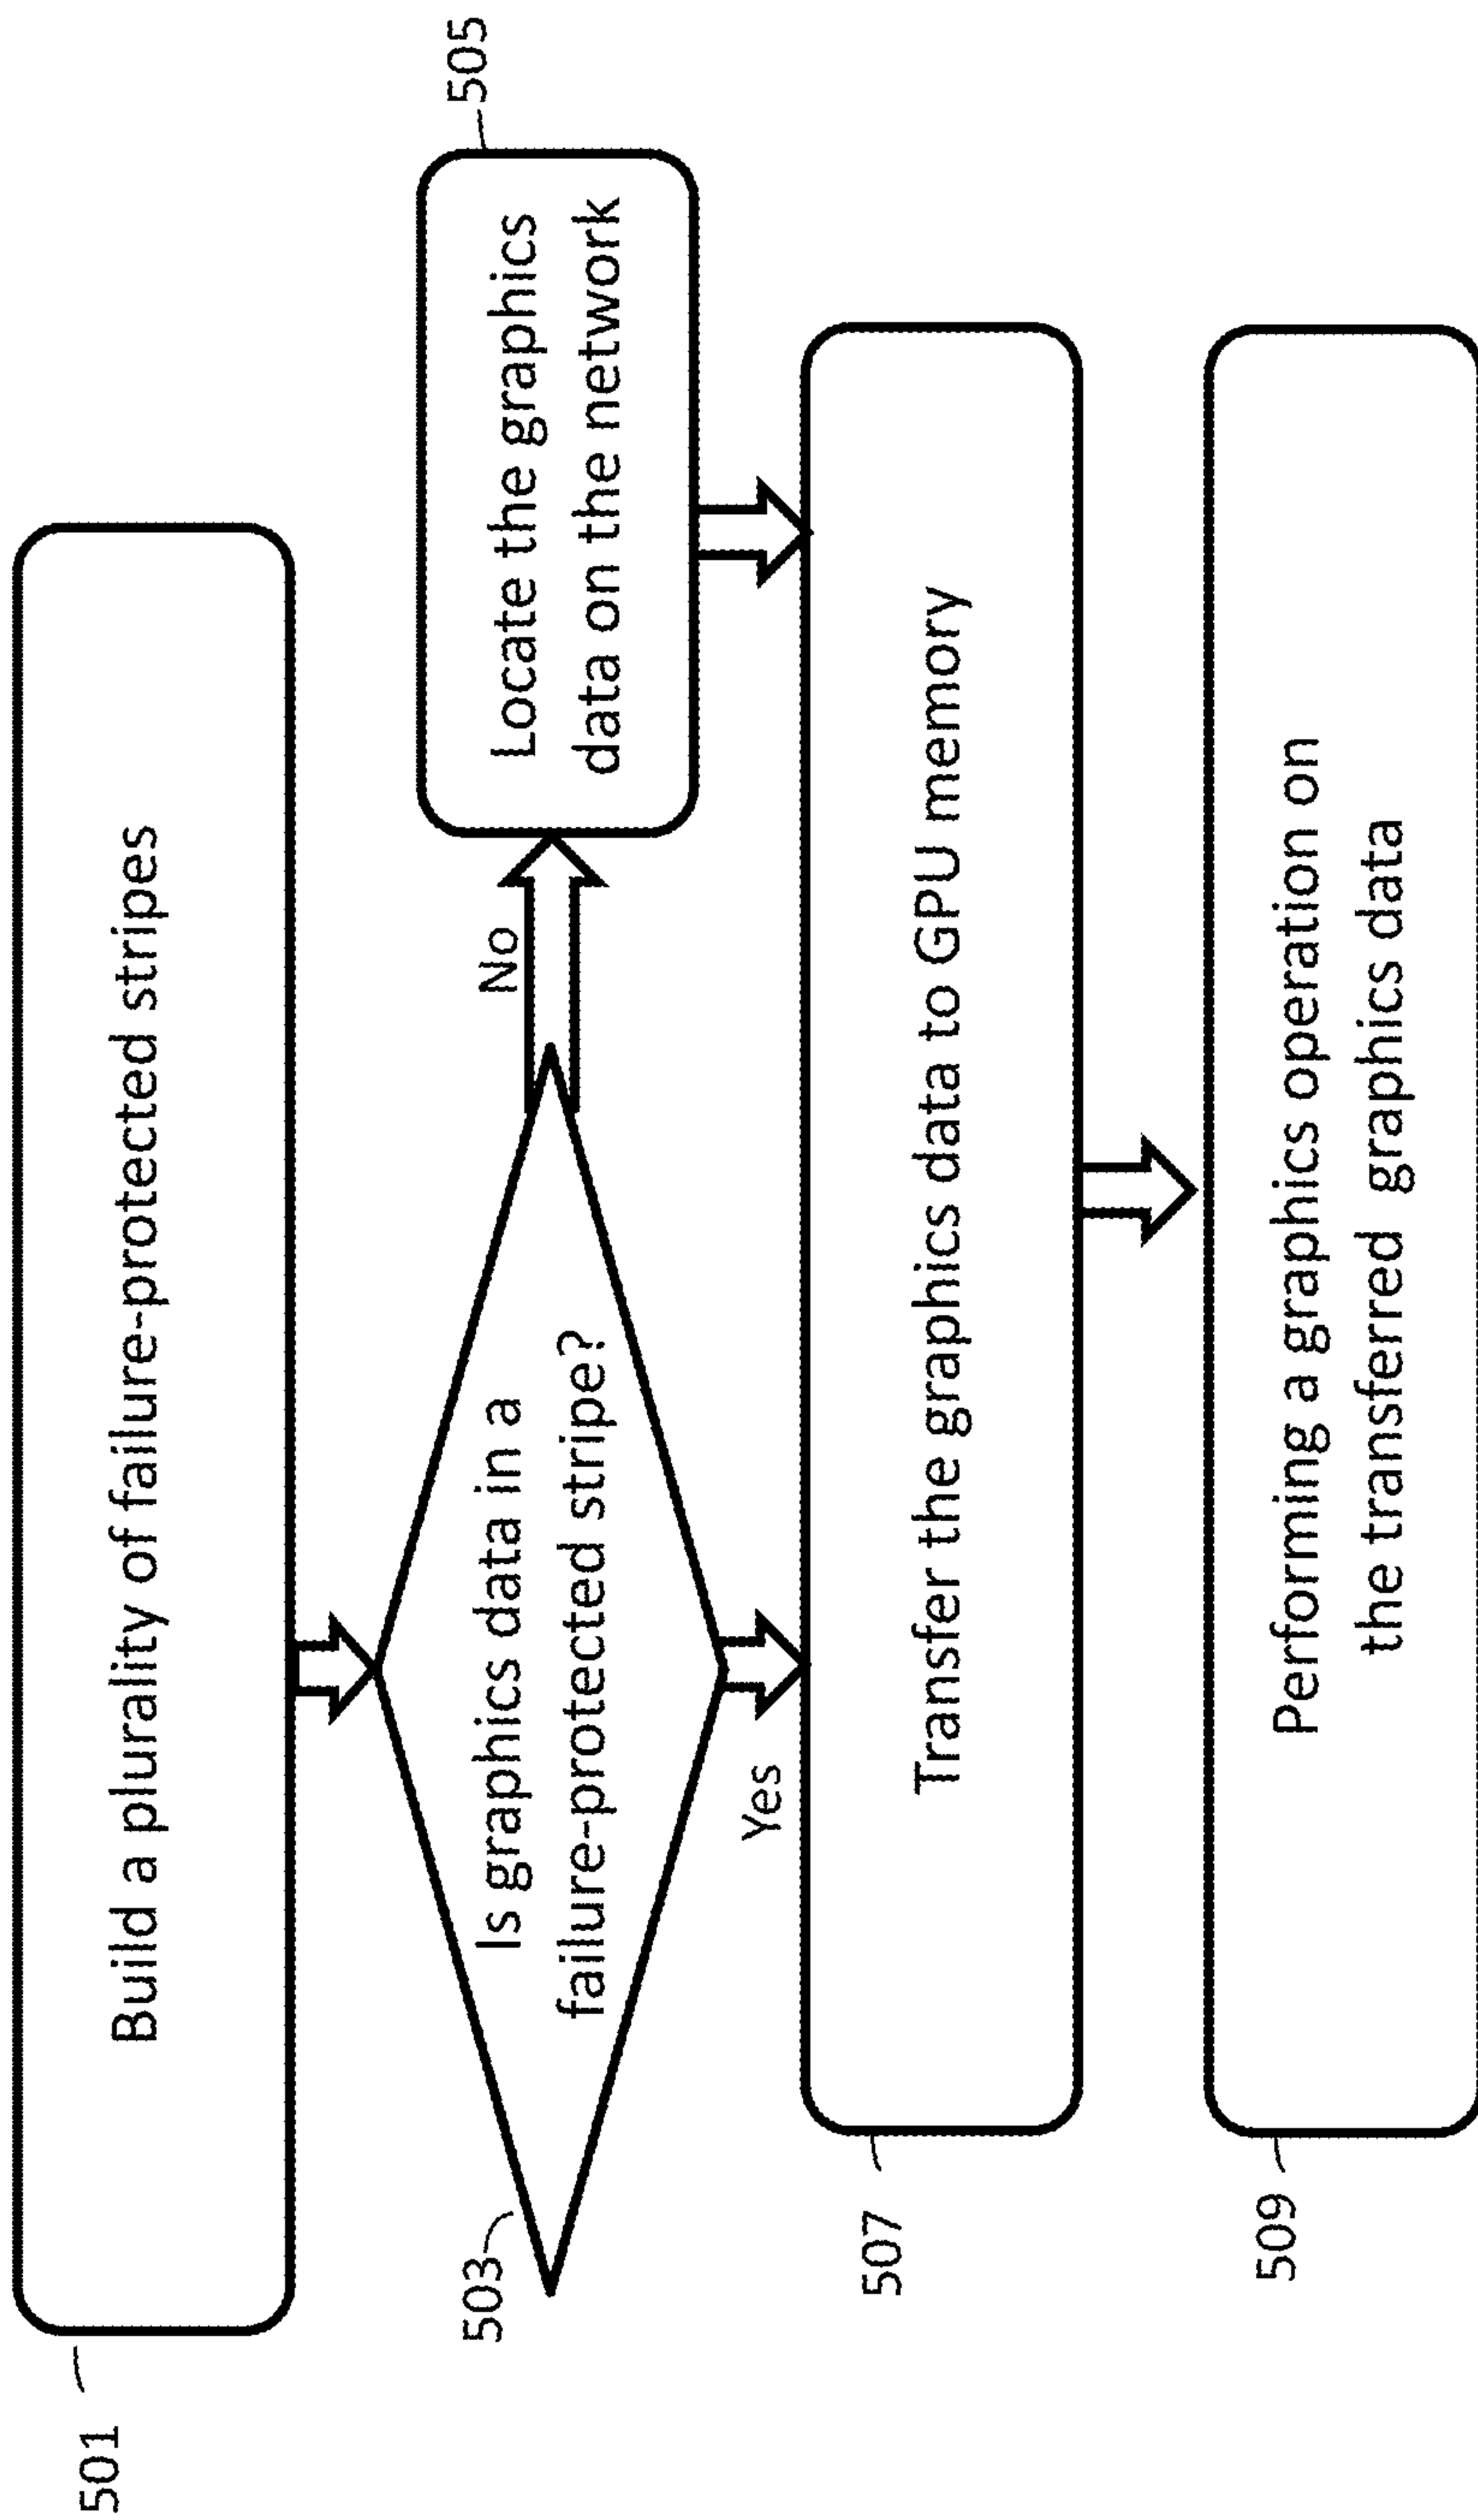 501
Build a plurality of failure-protected stripes
503
Is graphics data in a
failure-protected stripe?
No
505
Locate the graphics
data on the network
Yes
507
Transfer the graphics data to GPU memory
509
Performing a graphics operation on
the transferred graphics data